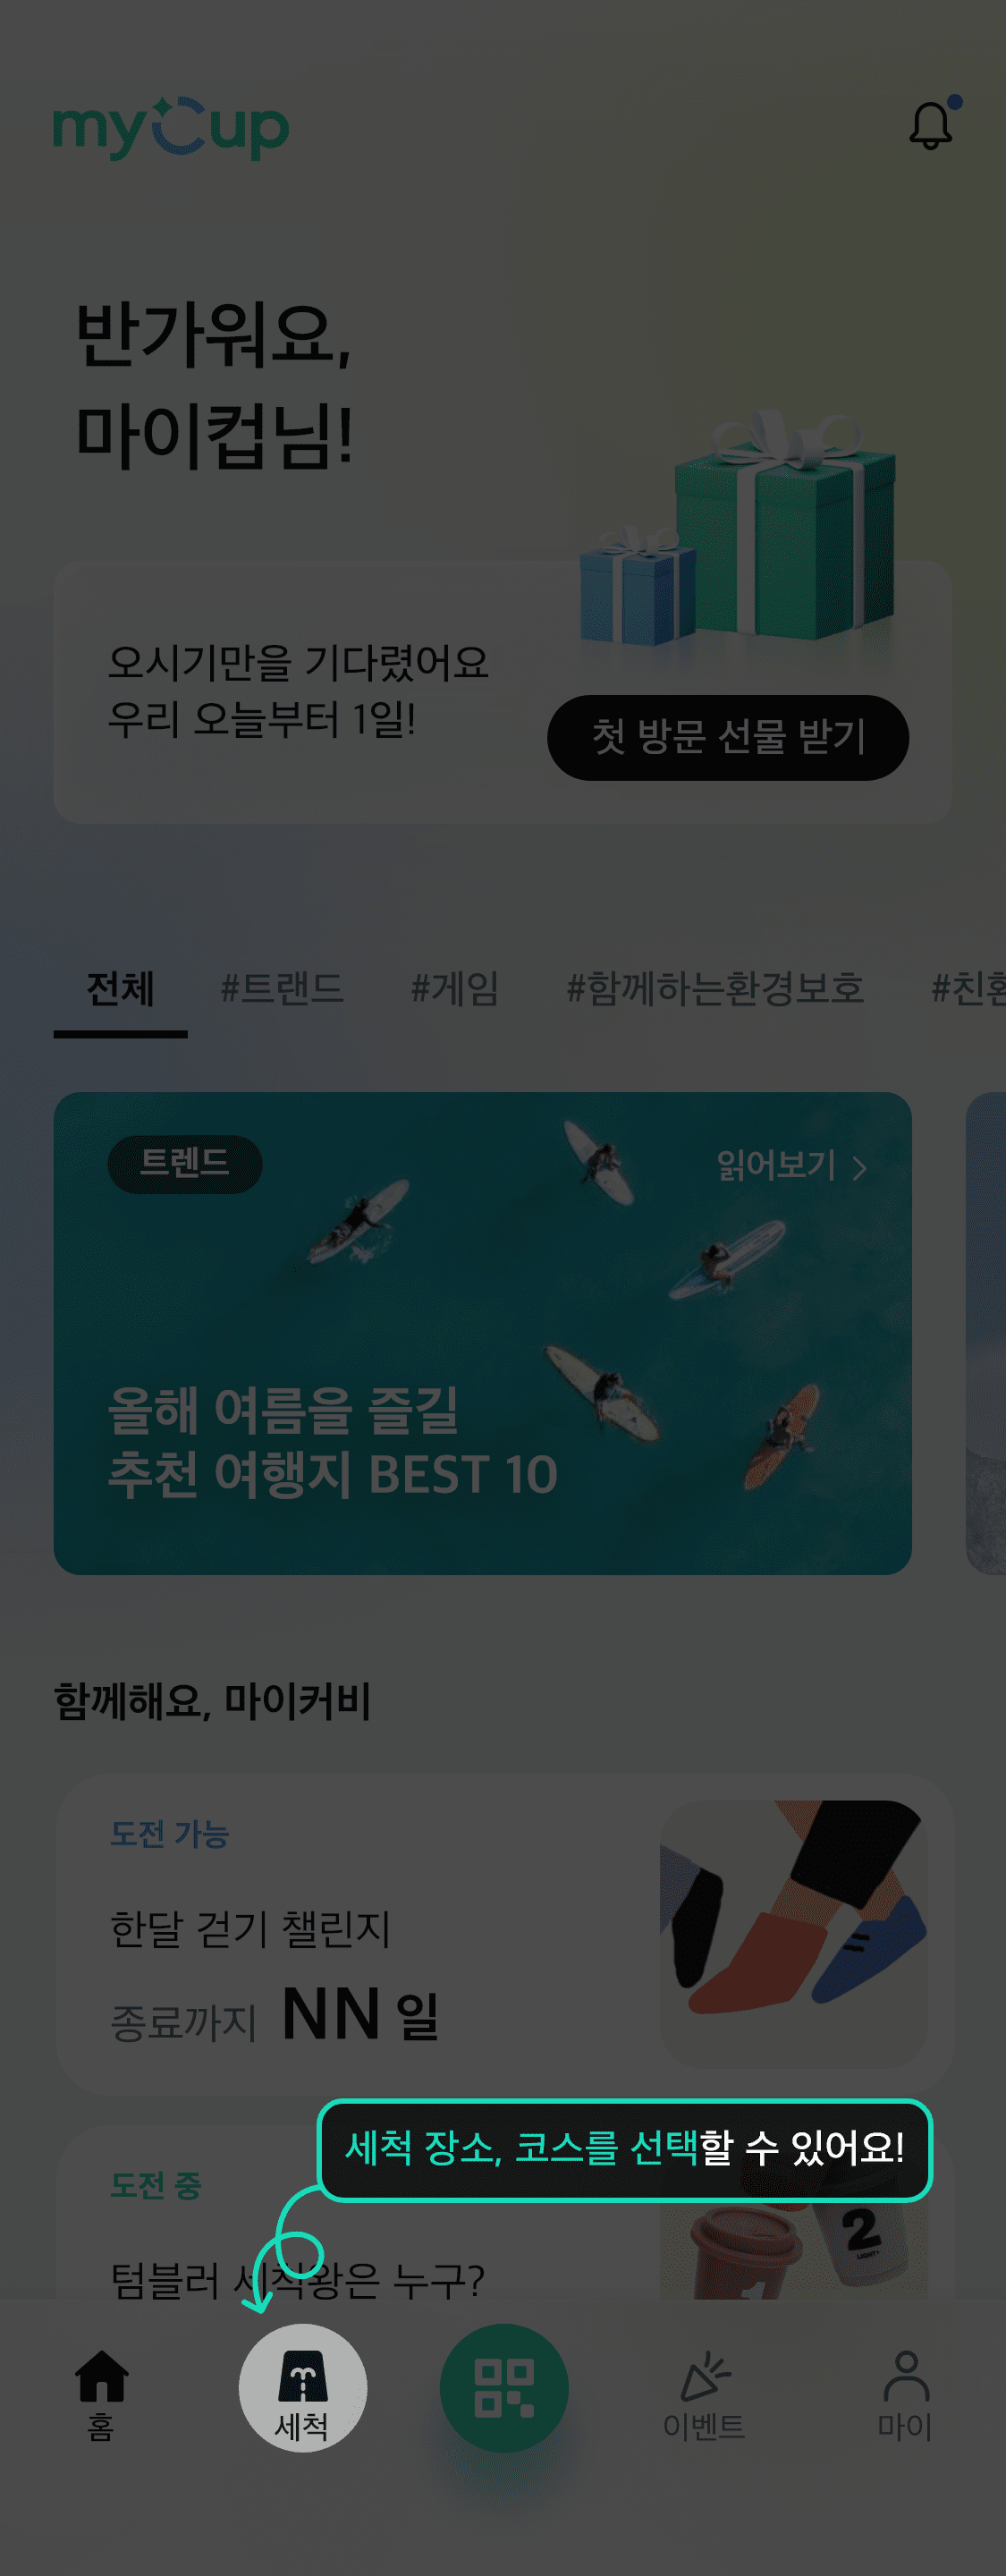 myCup
반가워요,
마이컵님!
오시기만을 기다렸어요
우리 오늘부터 1일!
첫 방문 선물 받기
전체 #트랜드 #게임 #함께하는환경보호 #친환
트렌드
읽어보기
올해 여름을 즐길
추천 여행지 BEST 10
함께해요, 마이커비
도전 가능
한달 걷기 챌린지
종료까지 NN 일
세척 장소, 코스를 선택할 수 있어요!
도전 중
텀블러 세척왕은 누구?
1
2
LIGHT+
홈 세척 이벤트 마이